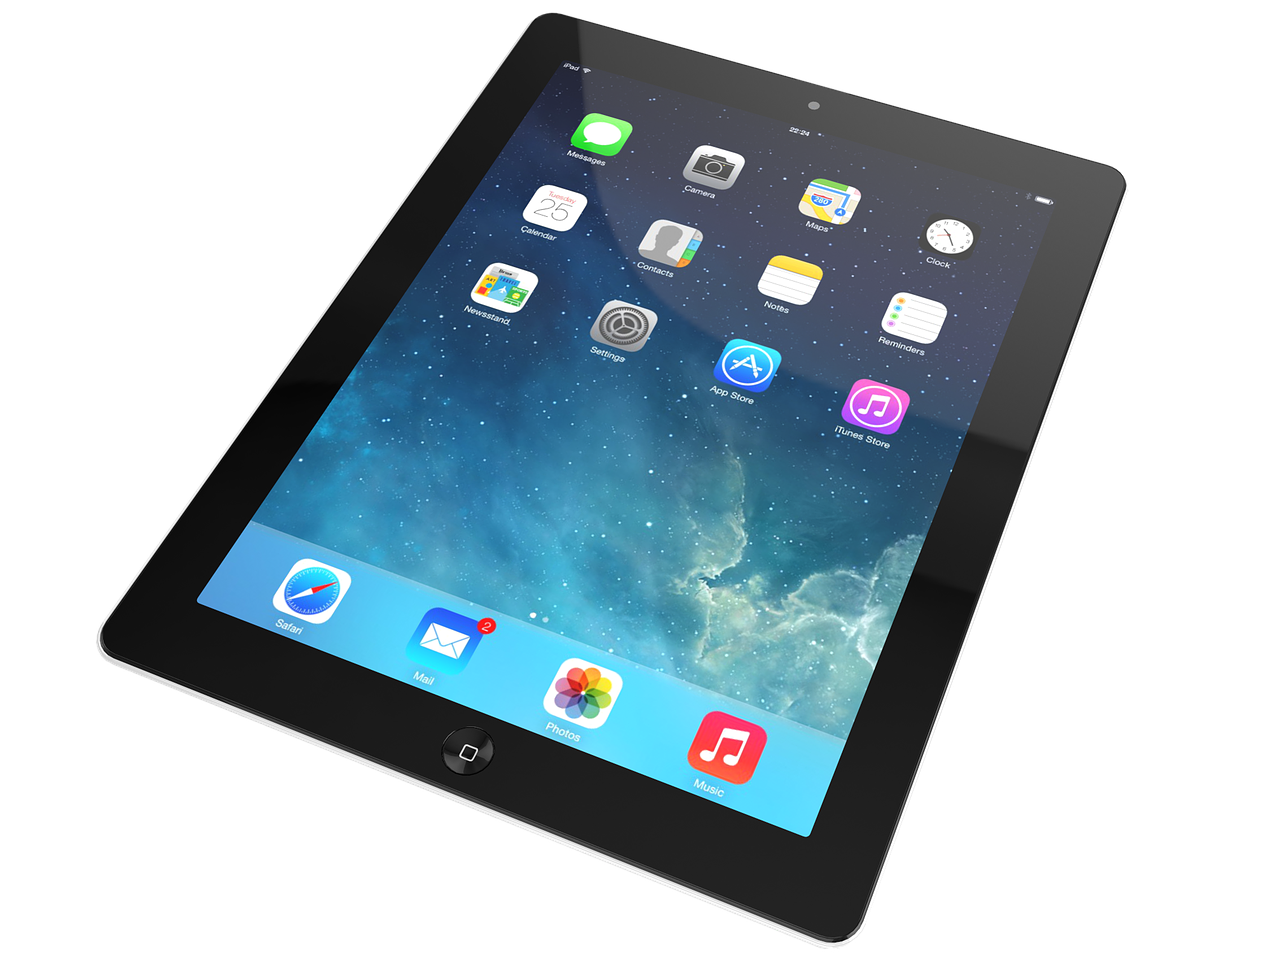 iPad
22:24
Messages
Camera
Maps
Clock
Tuesday
25
Calendar
Contacts
Notes
Reminders
Newsstand
Settings
App Store
iTunes Store
280
Safari
2
Mail
Photos
Music